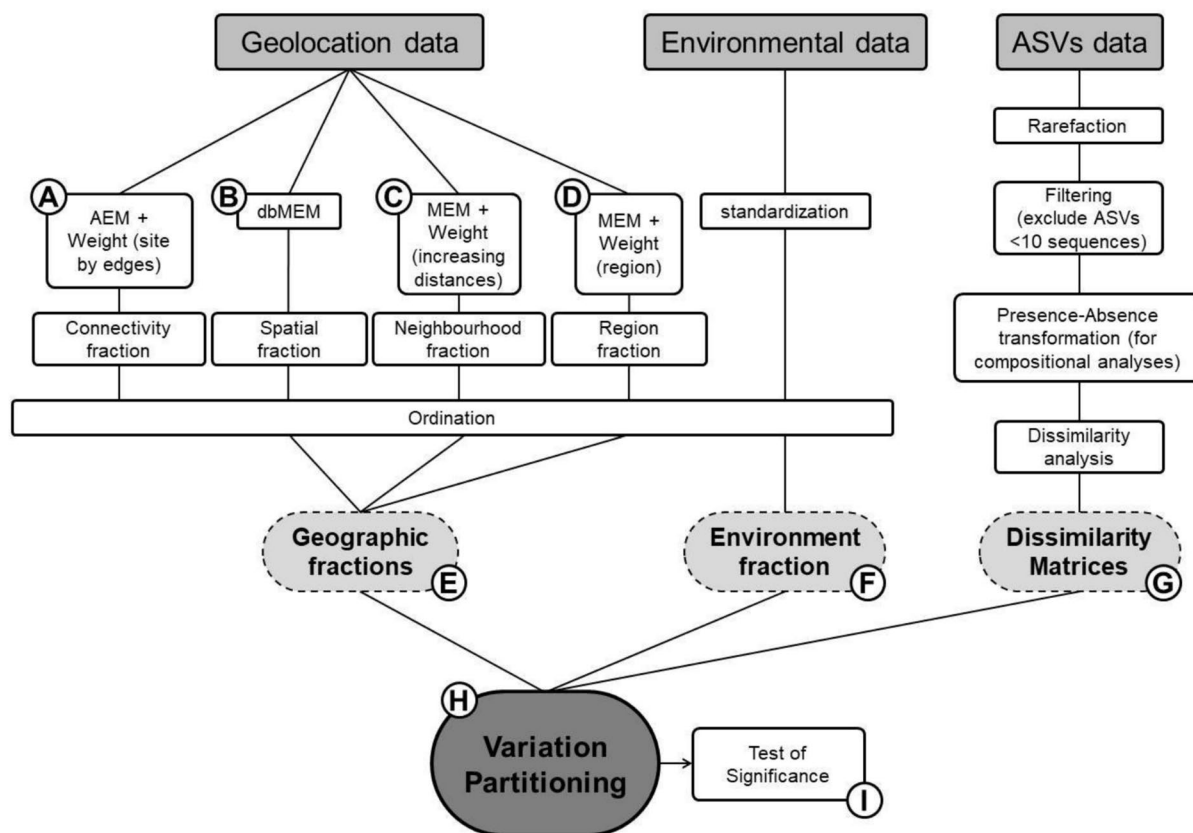 Geolocation data
Environmental data
ASVs data
Rarefaction
A
B
C
D
AEM +
Weight (site
by edges)
dbMEM
MEM +
Weight
(increasing
distances)
MEM +
Weight
(region)
standardization
Filtering
(exclude ASVs
<10 sequences)
Connectivity
fraction
Spatial
fraction
Neighbourhood
fraction
Region
fraction
Presence-Absence
transformation (for
compositional analyses)
Ordination
Dissimilarity
analysis
Geographic
fractions
E
Environment
fraction
F
Dissimilarity
Matrices
G
H
Variation
Partitioning
Test of
Significance
I